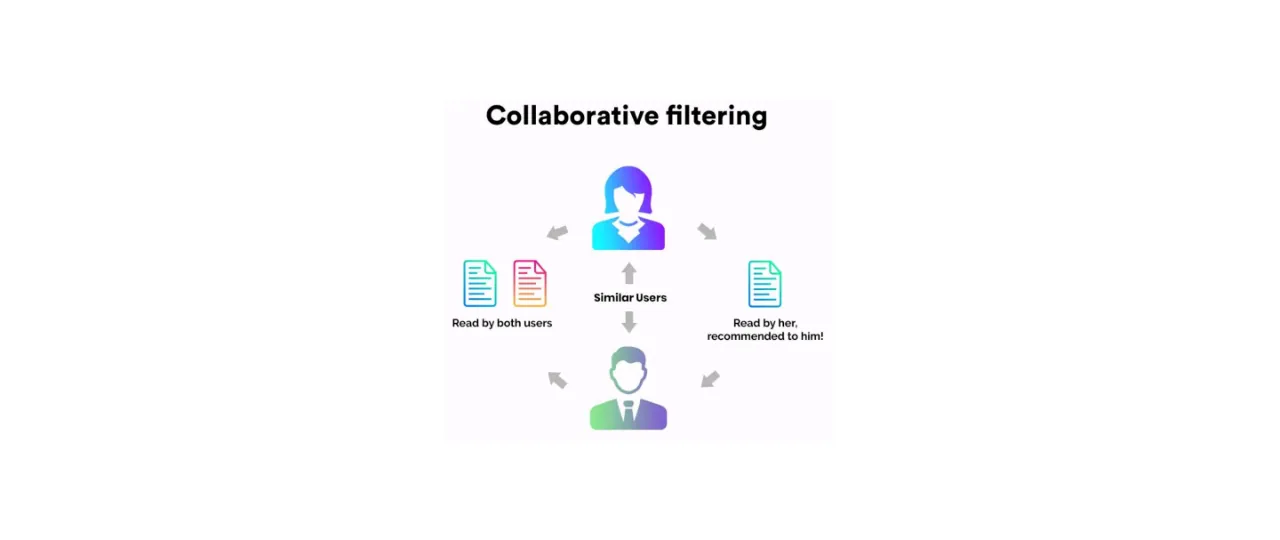 Collaborative filtering
Similar Users
Read by both users
Read by her,
recommended to him!